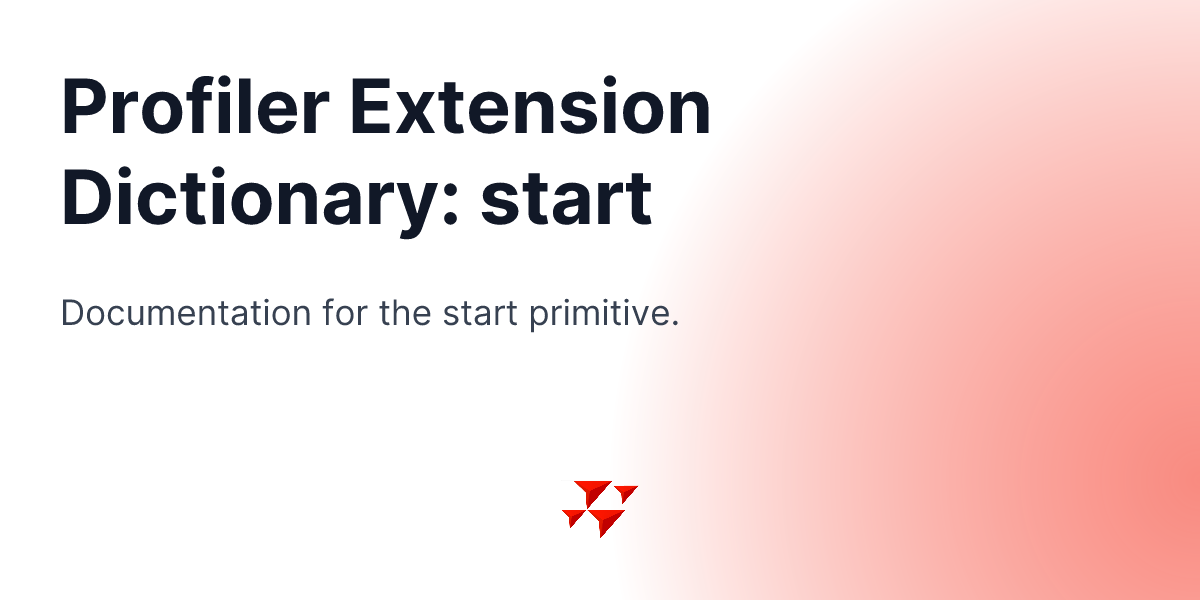 Profiler Extension
Dictionary: start
Documentation for the start primitive.